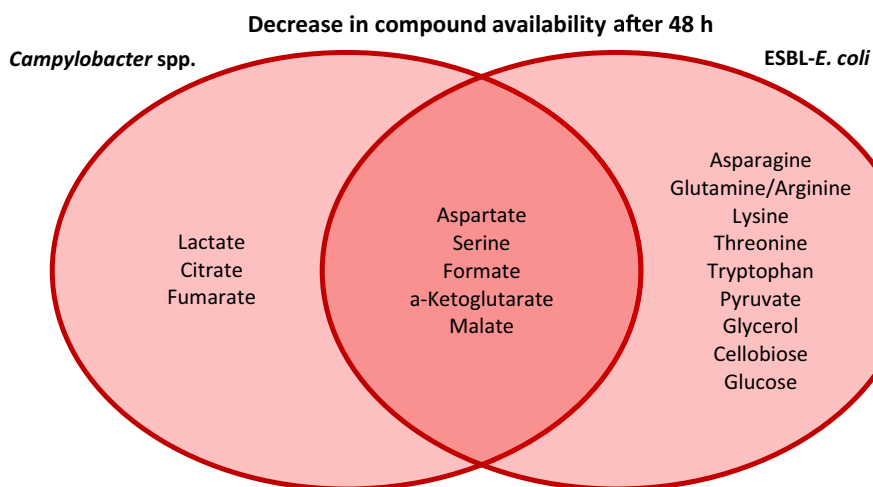 Decrease in compound availability after 48 h
Campylobacter spp.
ESBL-E. coli
Lactate
Citrate
Fumarate
Aspartate
Serine
Formate
a-Ketoglutarate
Malate
Asparagine
Glutamine/Arginine
Lysine
Threonine
Tryptophan
Pyruvate
Glycerol
Cellobiose
Glucose